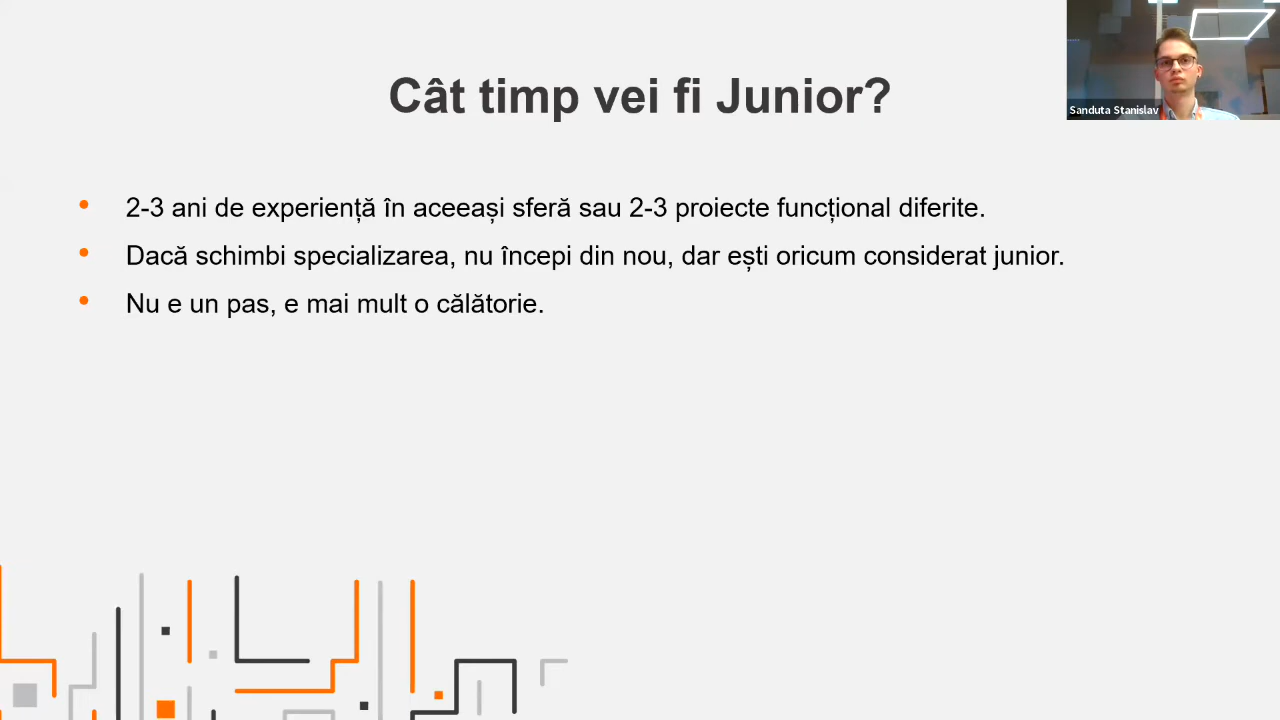 Cât timp vei fi Junior?
Sanduta Stanislav
2-3 ani de experiență în aceeași sferă sau 2-3 proiecte funcțional diferite.
Dacă schimbi specializarea, nu începi din nou, dar ești oricum considerat junior.
Nu e un pas, e mai mult o călătorie.